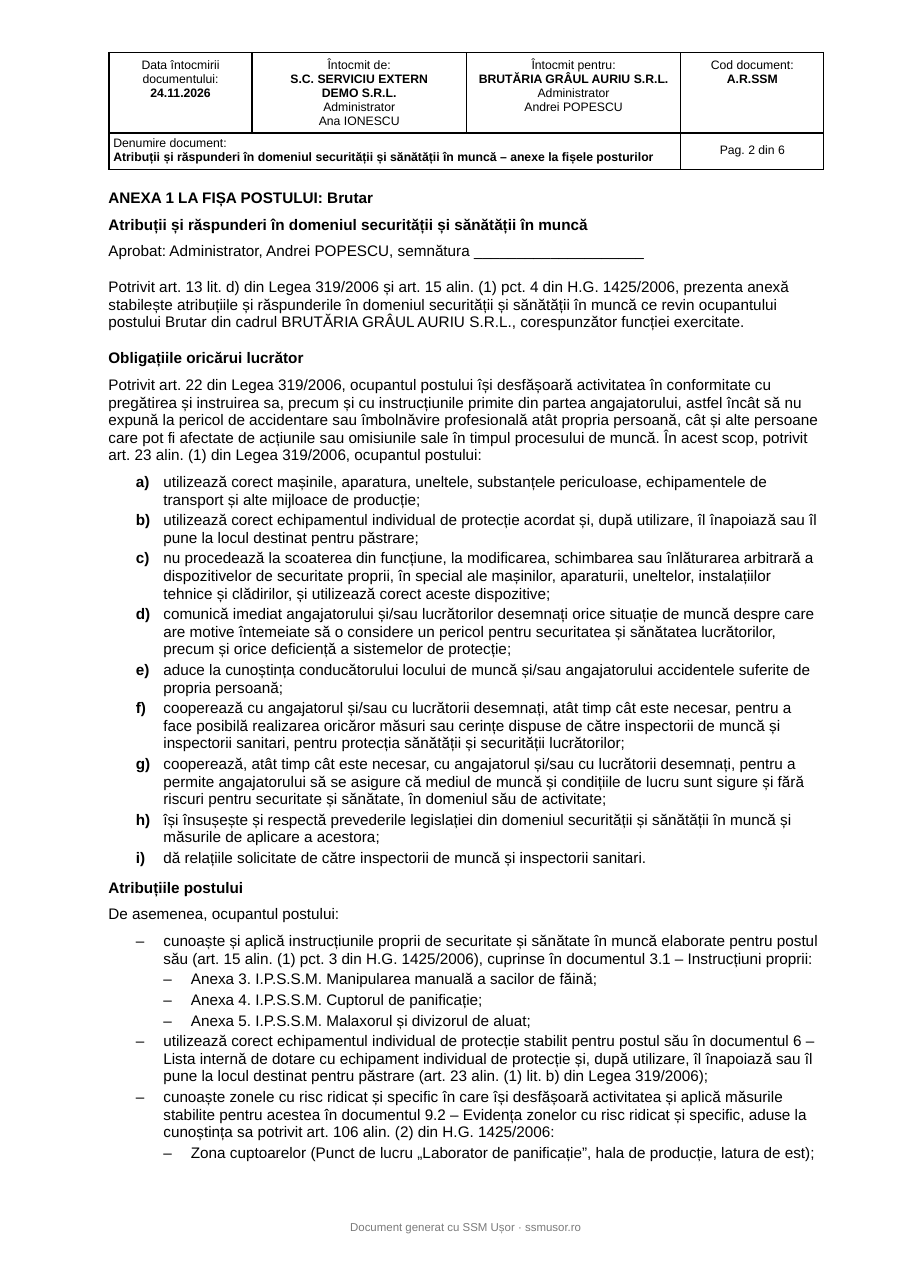 Data întocmirii
documentului:
24.11.2026
Întocmit de:
S.C. SERVICIU EXTERN
DEMO S.R.L.
Administrator
Ana IONESCU
Întocmit pentru:
BRUTĂRIA GRÂUL AURIU S.R.L.
Administrator
Andrei POPESCU
Cod document:
A.R.SSM
Denumire document:
Atribuții și răspunderi în domeniul securității și sănătății în muncă – anexe la fișele posturilor
Pag. 2 din 6
ANEXA 1 LA FIȘA POSTULUI: Brutar
Atribuții și răspunderi în domeniul securității și sănătății în muncă
Aprobat: Administrator, Andrei POPESCU, semnătura ____________________
Potrivit art. 13 lit. d) din Legea 319/2006 și art. 15 alin. (1) pct. 4 din H.G. 1425/2006, prezenta anexă
stabilește atribuțiile și răspunderile în domeniul securității și sănătății în muncă ce revin ocupantului
postului Brutar din cadrul BRUTĂRIA GRÂUL AURIU S.R.L., corespunzător funcției exercitate.
Obligațiile oricărui lucrător
Potrivit art. 22 din Legea 319/2006, ocupantul postului își desfășoară activitatea în conformitate cu
pregătirea și instruirea sa, precum și cu instrucțiunile primite din partea angajatorului, astfel încât să nu
expună la pericol de accidentare sau îmbolnăvire profesională atât propria persoană, cât și alte persoane
care pot fi afectate de acțiunile sau omisiunile sale în timpul procesului de muncă. În acest scop, potrivit
art. 23 alin. (1) din Legea 319/2006, ocupantul postului:
a) utilizează corect mașinile, aparatura, uneltele, substanțele periculoase, echipamentele de
transport și alte mijloace de producție;
b) utilizează corect echipamentul individual de protecție acordat și, după utilizare, îl înapoiază sau îl
pune la locul destinat pentru păstrare;
c) nu procedează la scoaterea din funcțiune, la modificarea, schimbarea sau înlăturarea arbitrară a
dispozitivelor de securitate proprii, în special ale mașinilor, aparaturii, uneltelor, instalațiilor
tehnice și clădirilor, și utilizează corect aceste dispozitive;
d) comunică imediat angajatorului și/sau lucrătorilor desemnați orice situație de muncă despre care
are motive întemeiate să o considere un pericol pentru securitatea și sănătatea lucrătorilor,
precum și orice deficiență a sistemelor de protecție;
e) aduce la cunoștința conducătorului locului de muncă și/sau angajatorului accidentele suferite de
propria persoană;
f) cooperează cu angajatorul și/sau cu lucrătorii desemnați, atât timp cât este necesar, pentru a
face posibilă realizarea oricăror măsuri sau cerințe dispuse de către inspectorii de muncă și
inspectorii sanitari, pentru protecția sănătății și securității lucrătorilor;
g) cooperează, atât timp cât este necesar, cu angajatorul și/sau cu lucrătorii desemnați, pentru a
permite angajatorului să se asigure că mediul de muncă și condițiile de lucru sunt sigure și fără
riscuri pentru securitate și sănătate, în domeniul său de activitate;
h) își însușește și respectă prevederile legislației din domeniul securității și sănătății în muncă și
măsurile de aplicare a acestora;
i) dă relațiile solicitate de către inspectorii de muncă și inspectorii sanitari.
Atribuțiile postului
De asemenea, ocupantul postului:
– cunoaște și aplică instrucțiunile proprii de securitate și sănătate în muncă elaborate pentru postul
său (art. 15 alin. (1) pct. 3 din H.G. 1425/2006), cuprinse în documentul 3.1 – Instrucțiuni proprii:
– Anexa 3. I.P.S.S.M. Manipularea manuală a sacilor de făină;
– Anexa 4. I.P.S.S.M. Cuptorul de panificație;
– Anexa 5. I.P.S.S.M. Malaxorul și divizorul de aluat;
– utilizează corect echipamentul individual de protecție stabilit pentru postul său în documentul 6 –
Lista internă de dotare cu echipament individual de protecție și, după utilizare, îl înapoiază sau îl
pune la locul destinat pentru păstrare (art. 23 alin. (1) lit. b) din Legea 319/2006);
– cunoaște zonele cu risc ridicat și specific în care își desfășoară activitatea și aplică măsurile
stabilite pentru acestea în documentul 9.2 – Evidența zonelor cu risc ridicat și specific, aduse la
cunoștința sa potrivit art. 106 alin. (2) din H.G. 1425/2006:
– Zona cuptoarelor (Punct de lucru „Laborator de panificație”, hala de producție, latura de est);
Document generat cu SSM Ușor · ssmusor.ro